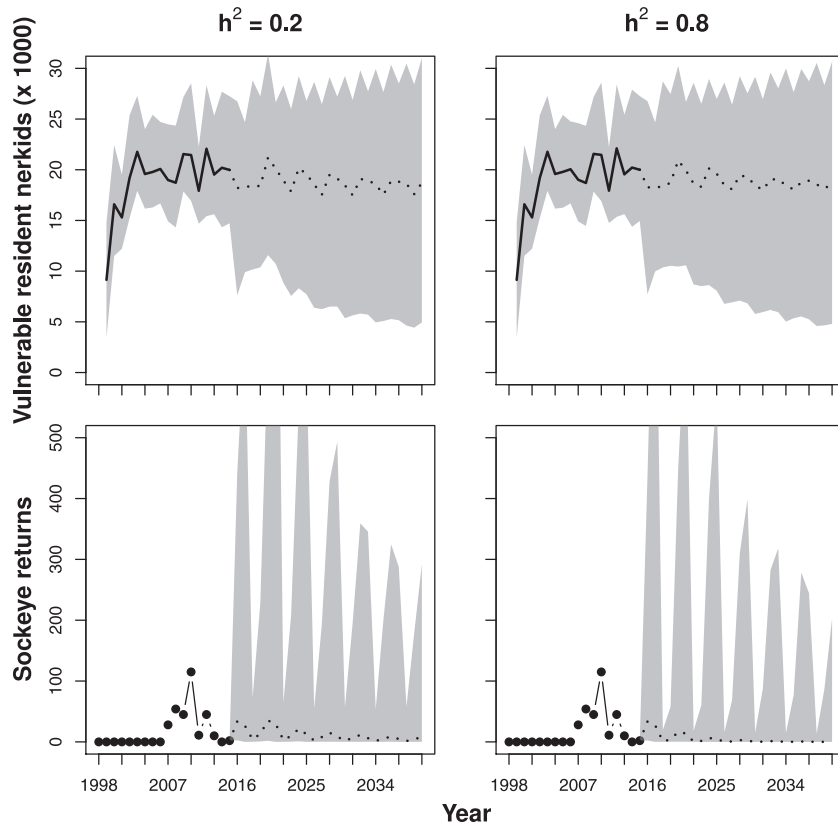 h² = 0.2
h² = 0.8
Vulnerable resident nerkids (x 1000)
30
25
20
15
10
5
0
Sockeye returns
500
400
300
200
100
0
1998 2007 2016 2025 2034
1998 2007 2016 2025 2034
Year